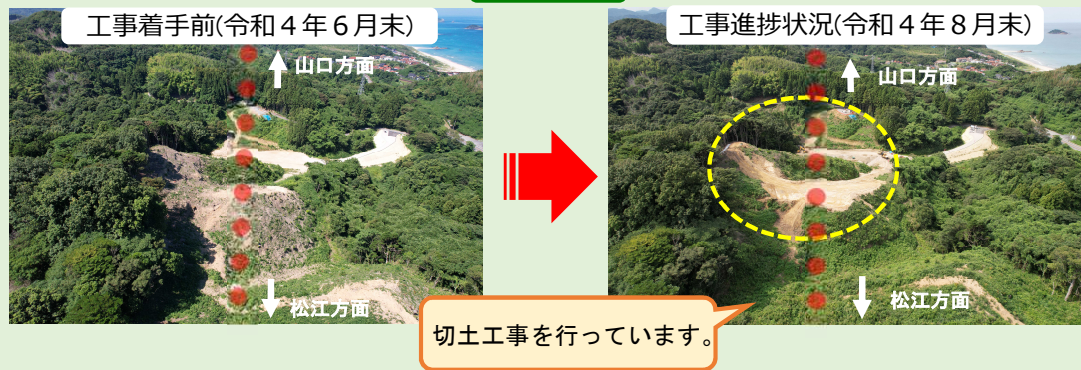 工事着手前(令和４年６月末)
工事進捗状況(令和４年８月末)
山口方面
山口方面
松江方面
松江方面
切土工事を行っています。